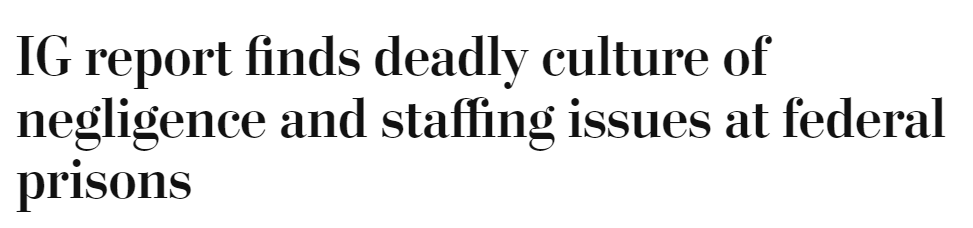 IG report finds deadly culture of
negligence and staffing issues at federal
prisons